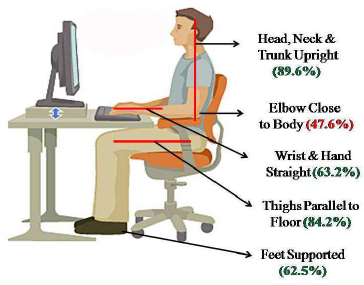 Head, Neck &
Trunk Upright
(89.6%)
Elbow Close
to Body (47.6%)
Wrist & Hand
Straight (63.2%)
Thighs Parallel to
Floor (84.2%)
Feet Supported
(62.5%)